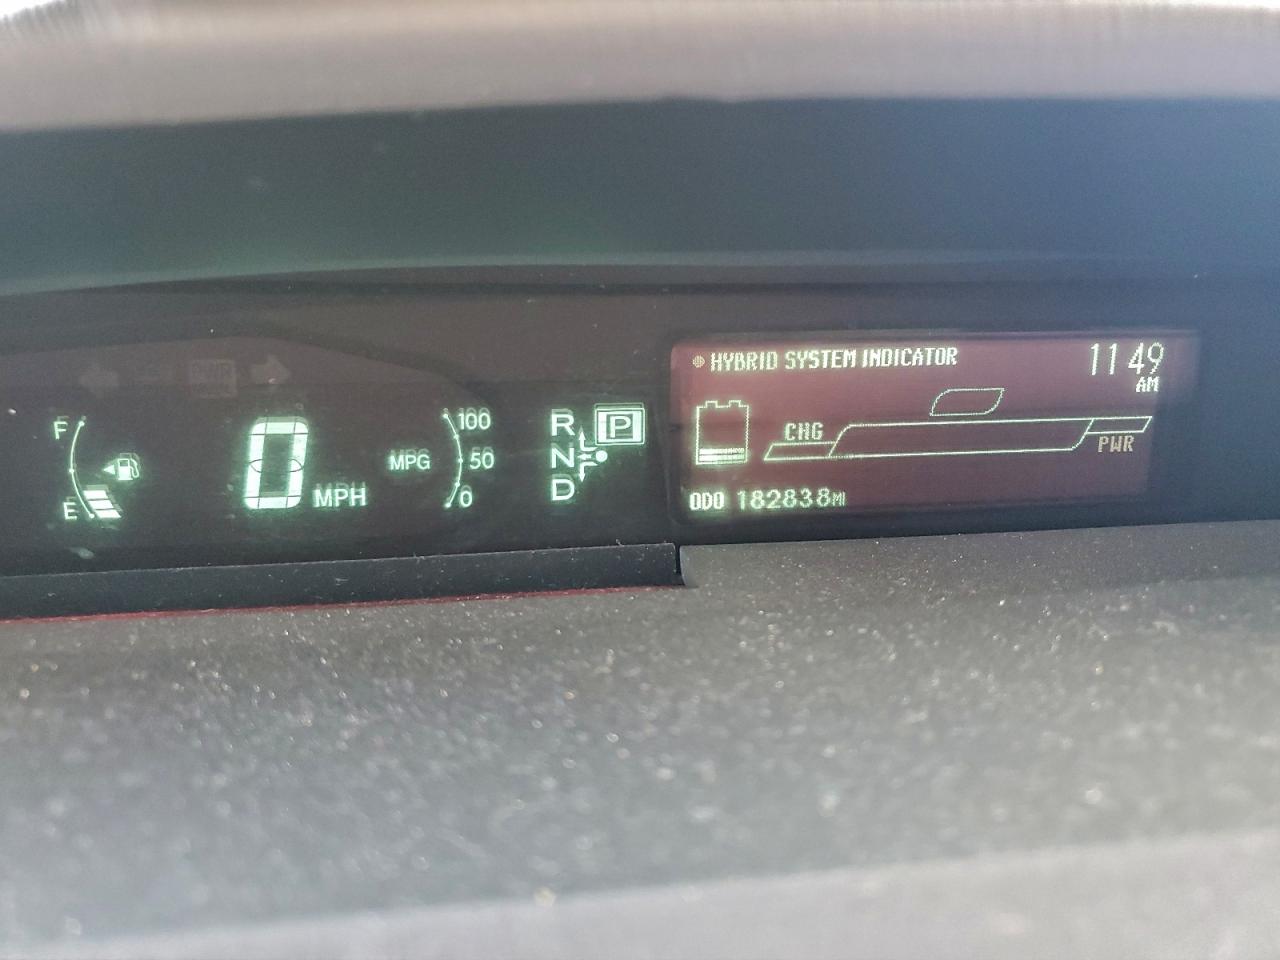 F
E
0 MPH
MPG
100
50
0
R P
N
D
HYBRID SYSTEM INDICATOR
11 49
AM
CHG
PWR
ODO 182838MI